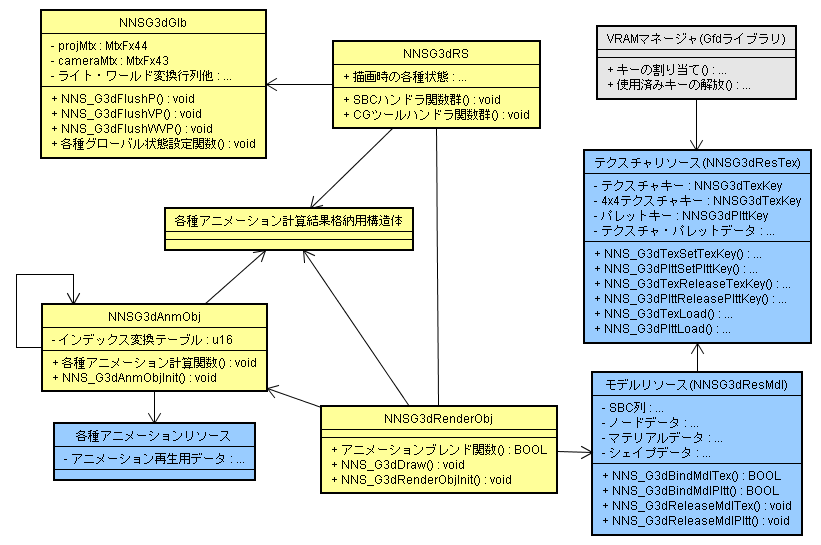 NNSG3dGlb
- projMtx : MtxFx44
- cameraMtx : MtxFx43
- ライト・ワールド変換行列他 : ...
+ NNS_G3dFlushP() : void
+ NNS_G3dFlushVP() : void
+ NNS_G3dFlushWVP() : void
+ 各種グローバル状態設定関数() : void
NNSG3dRS
+ 描画時の各種状態 : ...
+ SBCハンドラ関数群() : void
+ CGツールハンドラ関数群() : void
VRAMマネージャ(Gfdライブラリ)
+ キーの割り当て() : ...
+ 使用済みキーの解放() : ...
テクスチャリソース(NNSG3dResTex)
- テクスチャキー : NNSG3dTexKey
- 4x4テクスチャキー : NNSG3dTexKey
- パレットキー : NNSG3dPlttKey
- テクスチャ・パレットデータ : ...
+ NNS_G3dTexSetTexKey() : ...
+ NNS_G3dPlttSetPlttKey() : ...
+ NNS_G3dTexReleaseTexKey() : ...
+ NNS_G3dPlttReleasePlttKey() : ...
+ NNS_G3dTexLoad() : ...
+ NNS_G3dPlttLoad() : ...
各種アニメーション計算結果格納用構造体
NNSG3dAnmObj
- インデックス変換テーブル : u16
+ 各種アニメーション計算関数() : void
+ NNS_G3dAnmObjInit() : void
各種アニメーションリソース
- アニメーション再生用データ : ...
NNSG3dRenderObj
+ アニメーションブレンド関数() : BOOL
+ NNS_G3dDraw() : void
+ NNS_G3dRenderObjInit() : void
モデルリソース(NNSG3dResMdl)
- SBC列 : ...
- ノードデータ : ...
- マテリアルデータ : ...
- シェイプデータ : ...
+ NNS_G3dBindMdlTex() : BOOL
+ NNS_G3dBindMdlPltt() : BOOL
+ NNS_G3dReleaseMdlTex() : void
+ NNS_G3dReleaseMdlPltt() : void